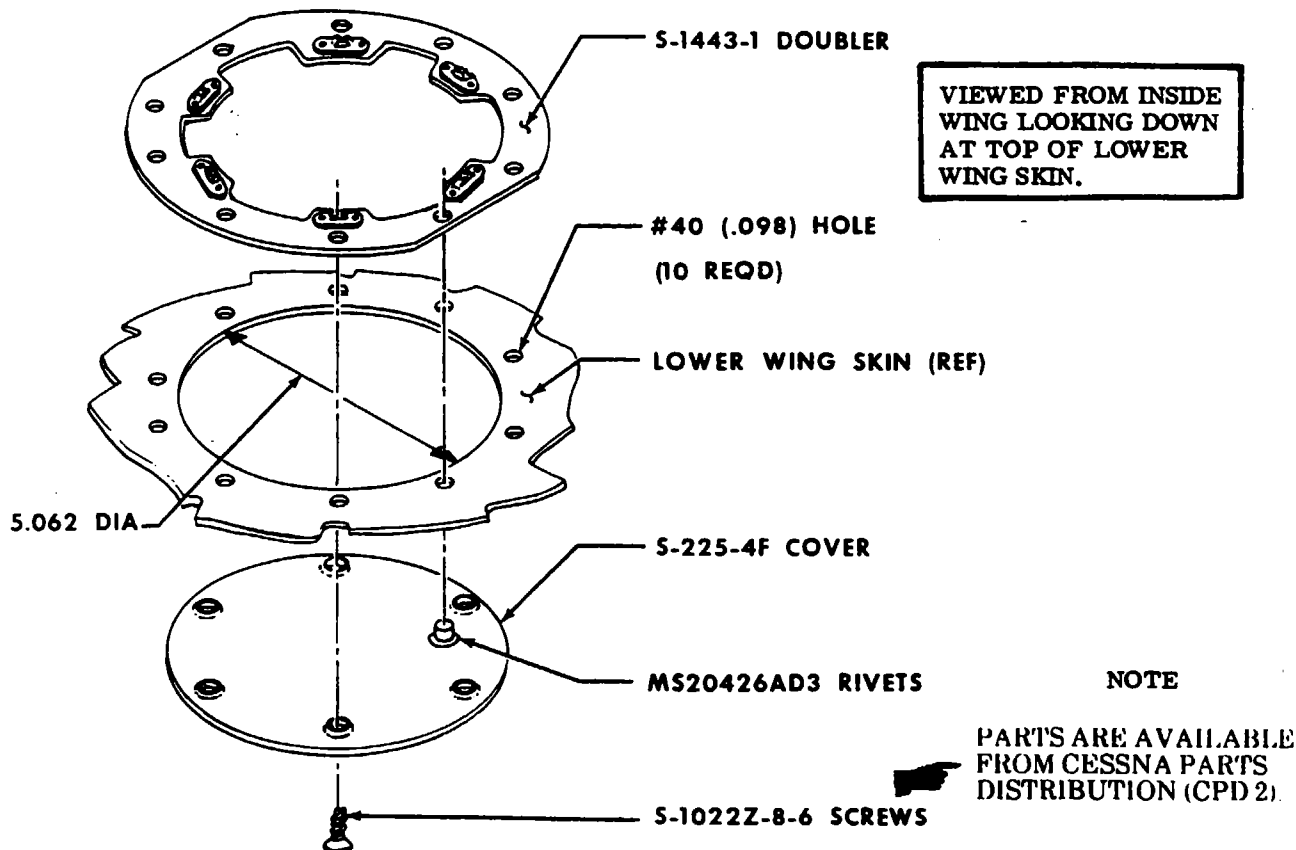 S-1443-1 DOUBLER
VIEWED FROM INSIDE
WING LOOKING DOWN
AT TOP OF LOWER
WING SKIN.
#40 (.098) HOLE
(10 REQD)
LOWER WING SKIN (REF)
5.062 DIA
S-225-4F COVER
MS20426AD3 RIVETS
NOTE
PARTS ARE AVAILABLE
FROM CESSNA PARTS
DISTRIBUTION (CPD 2).
S-1022Z-8-6 SCREWS